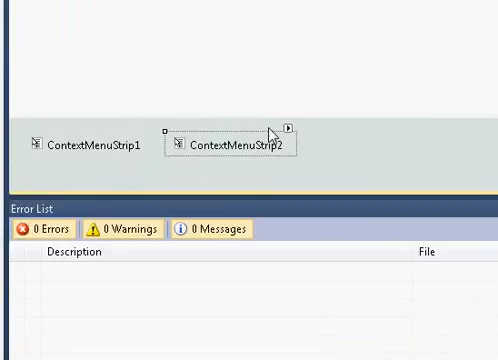 ContextMenuStrip1 ContextMenuStrip2
Error List
0 Errors 0 Warnings 0 Messages
Description File